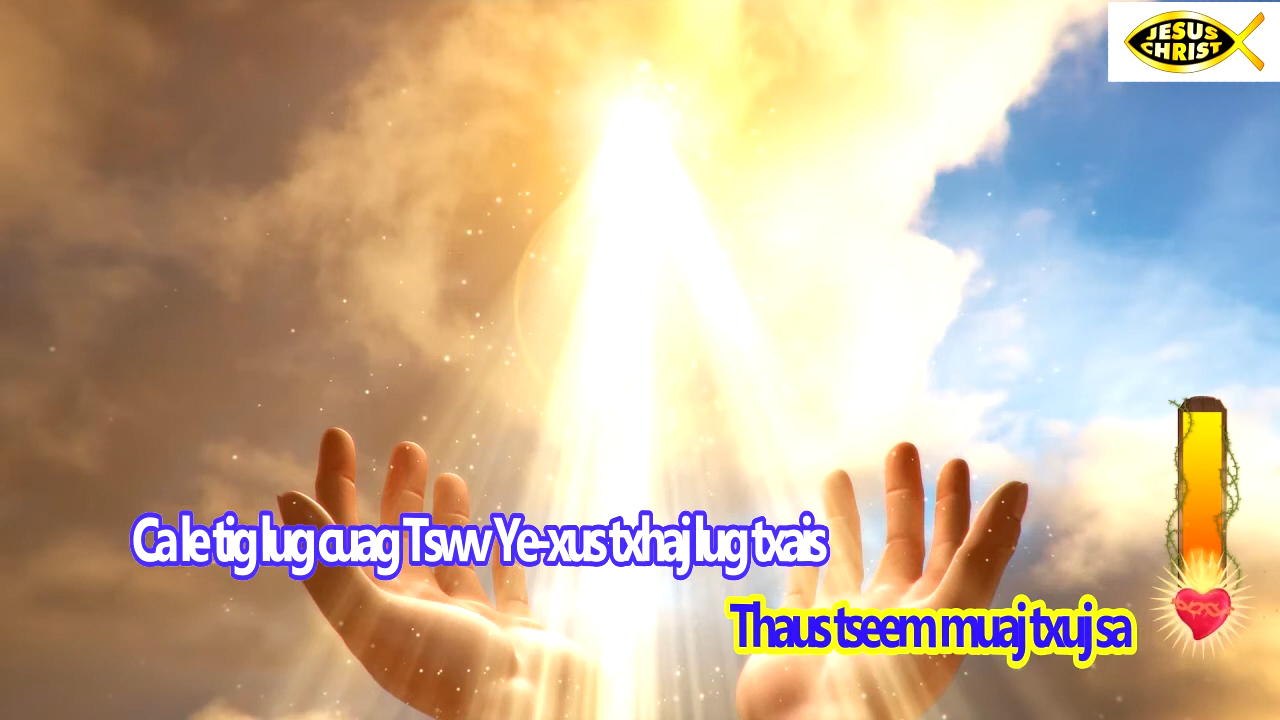 JESUS
CHRIST
Ca le tig lug cuag Tswv Ye-xus txhaj lug txais
Thaus tseem muaj txuj sa